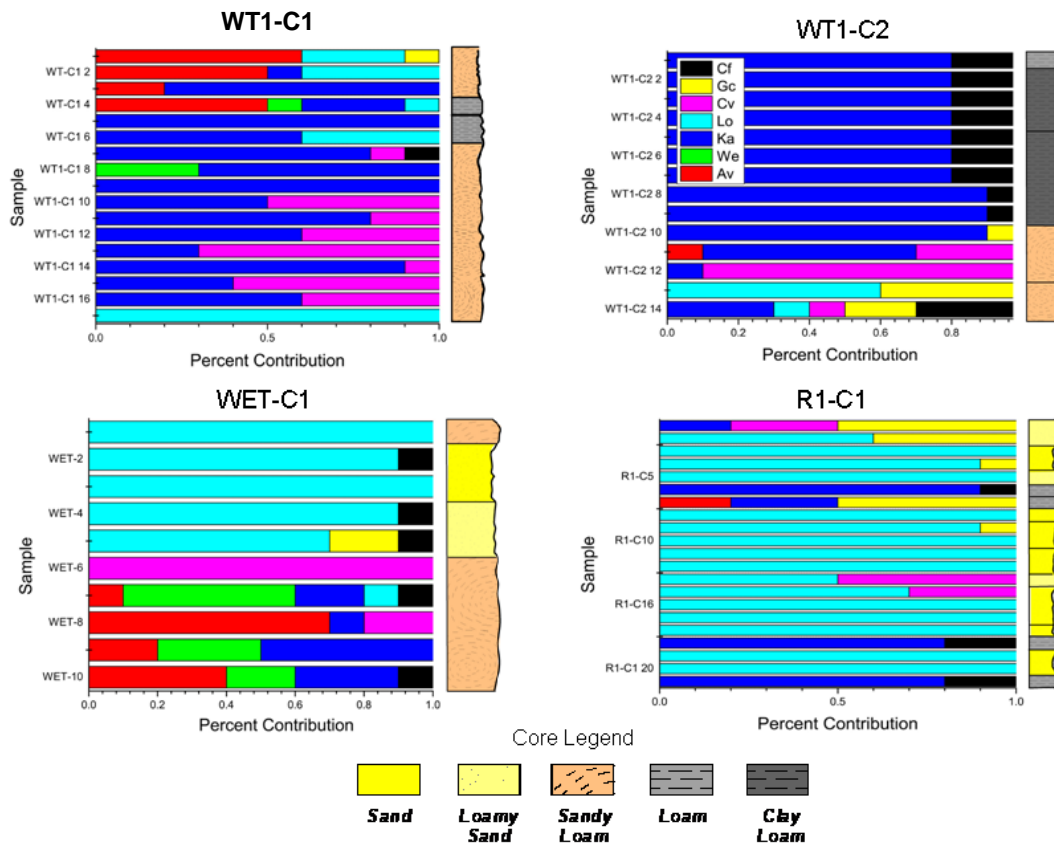 WT1-C1
Sample
WT-C1 2
WT-C1 4
WT-C1 6
WT1-C1 8
WT1-C1 10
WT1-C1 12
WT1-C1 14
WT1-C1 16
0.0 0.5 1.0
Percent Contribution
WT1-C2
Sample
WT1-C2 2
WT1-C2 4
WT1-C2 6
WT1-C2 8
WT1-C2 10
WT1-C2 12
WT1-C2 14
Cf
Gc
Cv
Lo
Ka
We
Av
0.0 0.2 0.4 0.6 0.8
Percent Contribution
WET-C1
Sample
WET-2
WET-4
WET-6
WET-8
WET-10
0.0 0.2 0.4 0.6 0.8 1.0
Percent Contribution
R1-C1
Sample
R1-C5
R1-C10
R1-C16
R1-C1 20
0.0 0.5 1.0
Percent Contribution
Core Legend
Sand
Loamy
Sand
Sandy
Loam
Loam
Clay
Loam